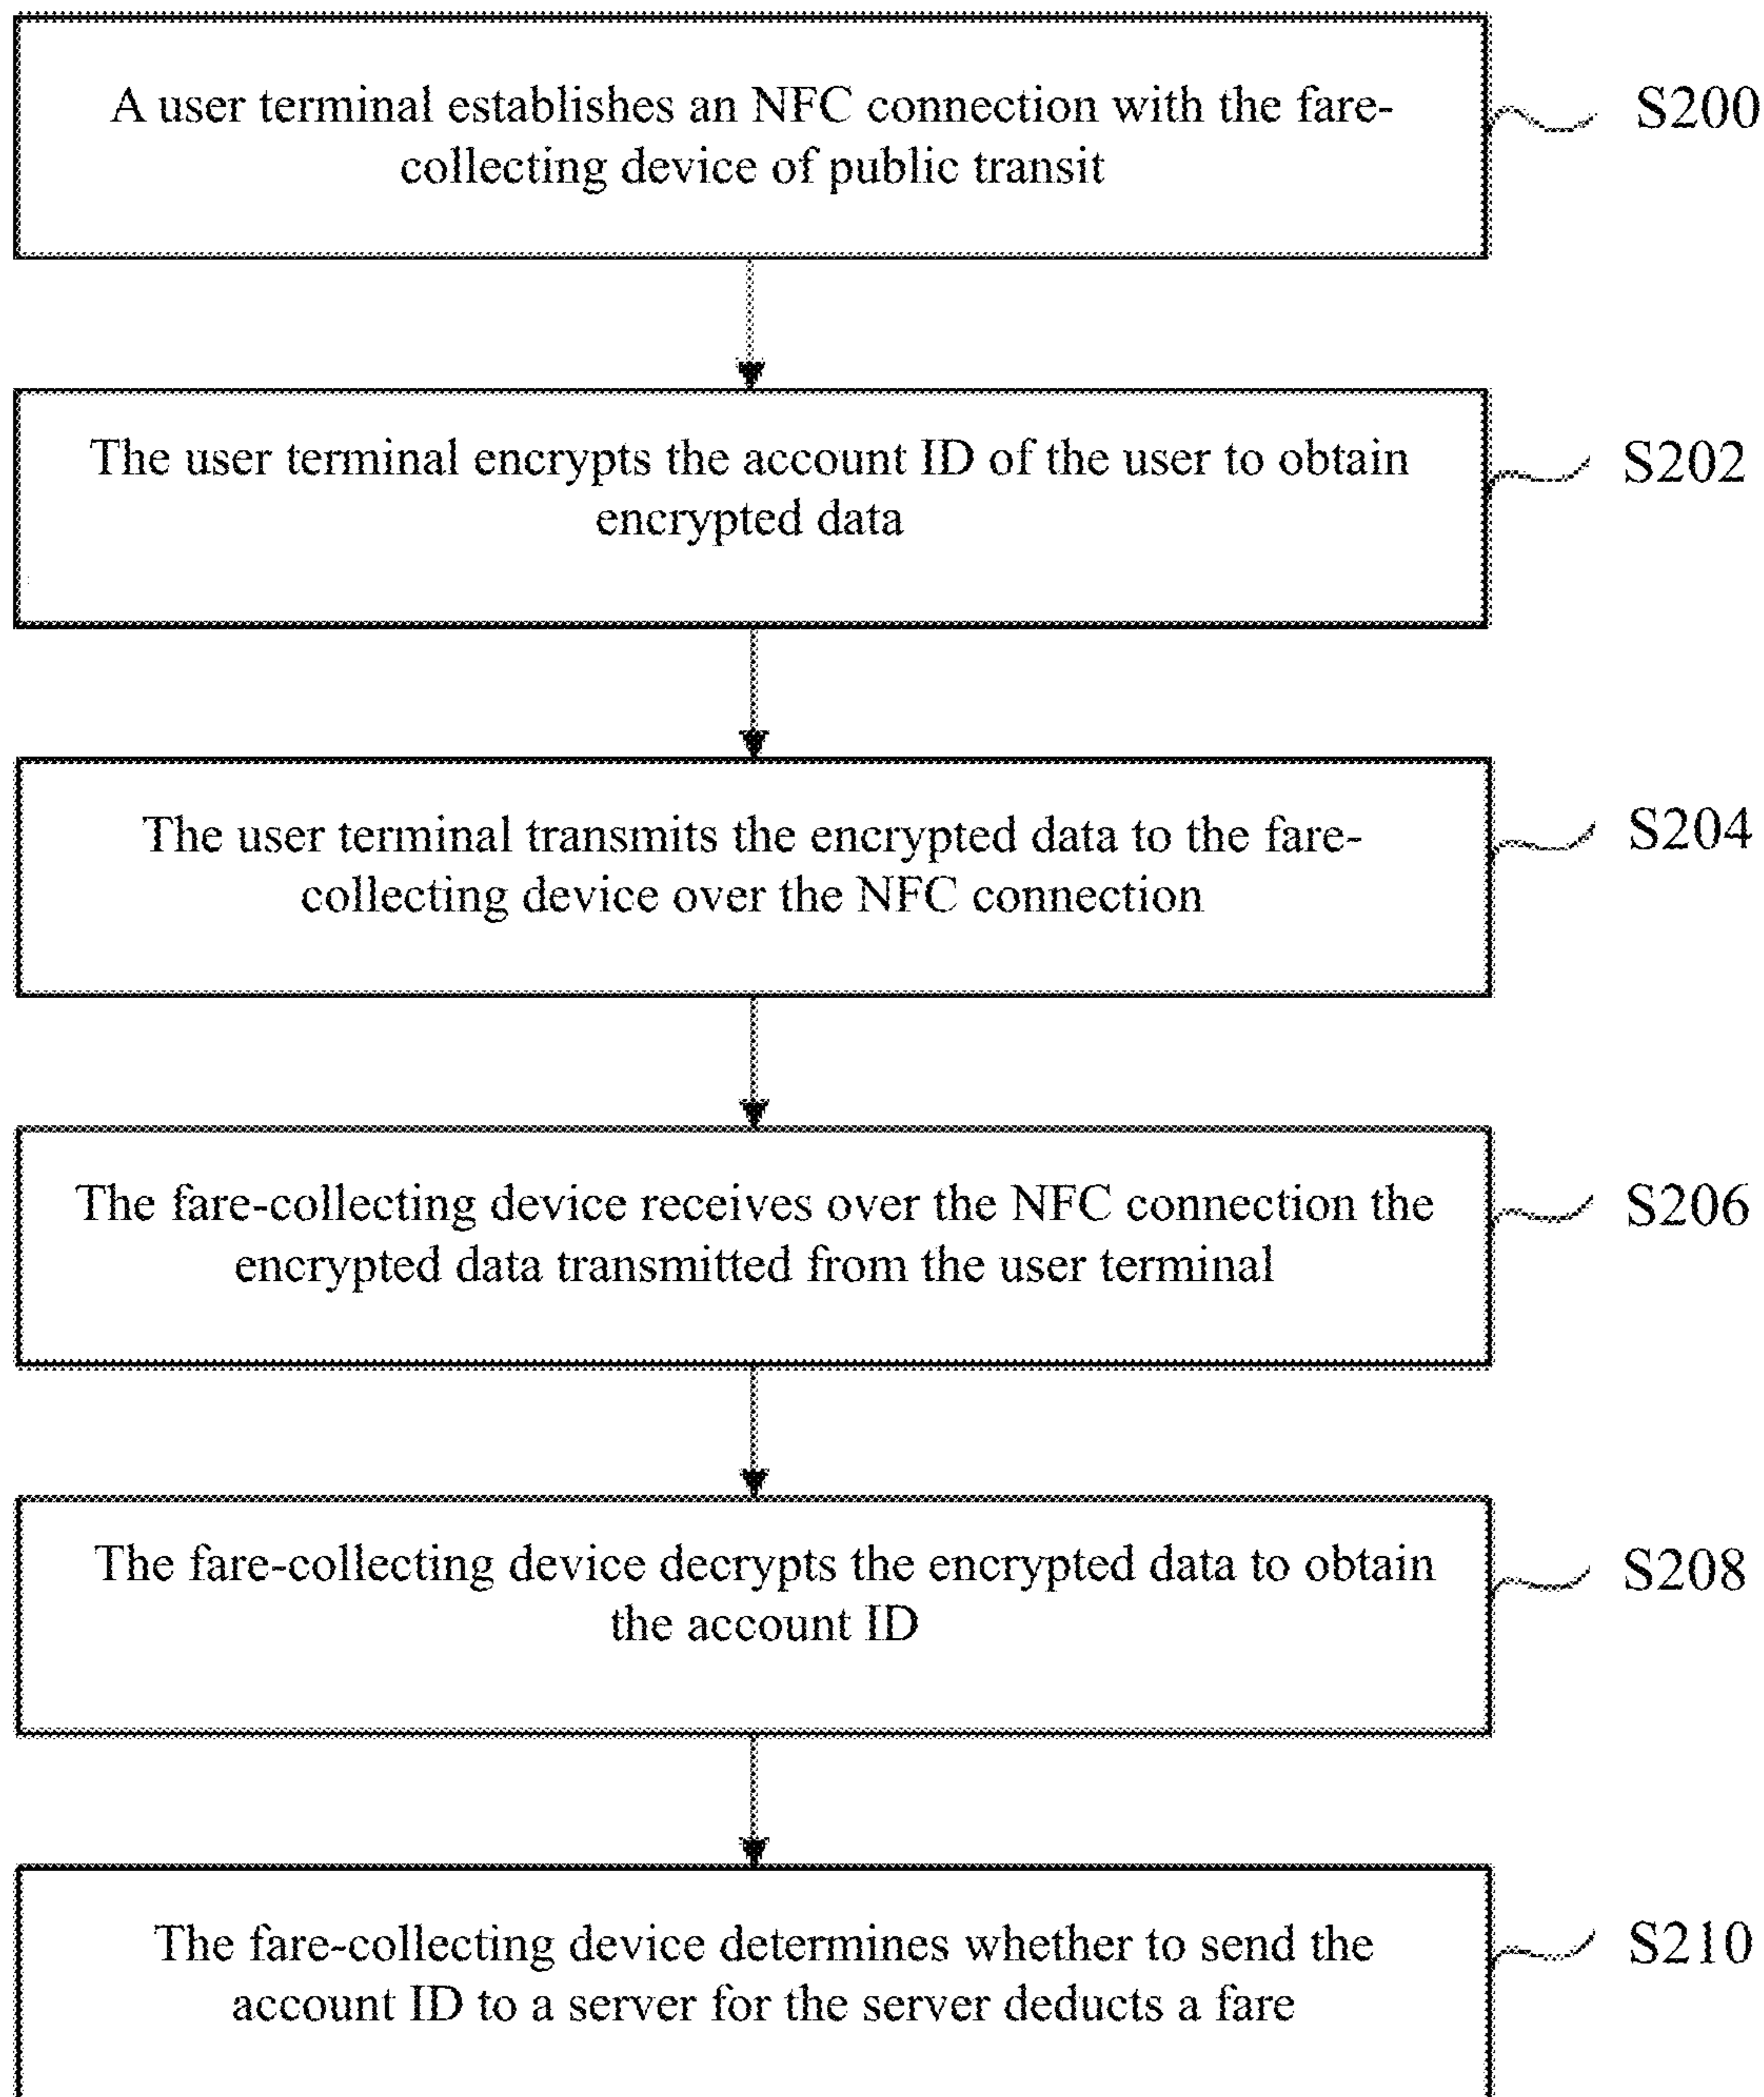 A user terminal establishes an NFC connection with the fare-
collecting device of public transit
S200
The user terminal encrypts the account ID of the user to obtain
encrypted data
S202
The user terminal transmits the encrypted data to the fare-
collecting device over the NFC connection
S204
The fare-collecting device receives over the NFC connection the
encrypted data transmitted from the user terminal
S206
The fare-collecting device decrypts the encrypted data to obtain
the account ID
S208
The fare-collecting device determines whether to send the
account ID to a server for the server deducts a fare
S210